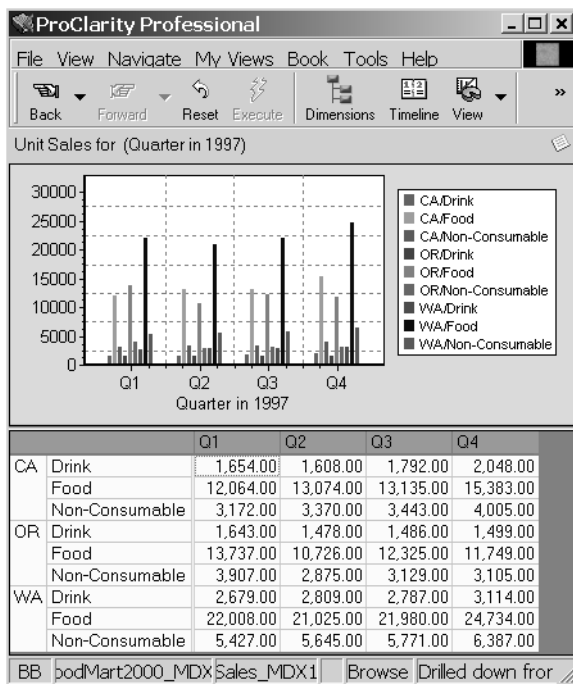 ProClarity Professional
File View Navigate My Views Book Tools Help
Back Forward Reset Execute Dimensions Timeline View »
Unit Sales for (Quarter in 1997)
30000
25000
20000
15000
10000
5000
0
Q1 Q2 Q3 Q4
Quarter in 1997
CA/Drink
CA/Food
CA/Non-Consumable
OR/Drink
OR/Food
OR/Non-Consumable
WA/Drink
WA/Food
WA/Non-Consumable
Q1 Q2 Q3 Q4
CA Drink 1,654.00 1,608.00 1,792.00 2,048.00
Food 12,064.00 13,074.00 13,135.00 15,383.00
Non-Consumable 3,172.00 3,370.00 3,443.00 4,005.00
OR Drink 1,643.00 1,478.00 1,486.00 1,499.00
Food 13,737.00 10,726.00 12,325.00 11,749.00
Non-Consumable 3,907.00 2,875.00 3,129.00 3,105.00
WA Drink 2,679.00 2,809.00 2,787.00 3,114.00
Food 22,008.00 21,025.00 21,980.00 24,734.00
Non-Consumable 5,427.00 5,645.00 5,771.00 6,387.00
BB oodMart2000_MDX Sales_MDX1 Browse Drilled down fror